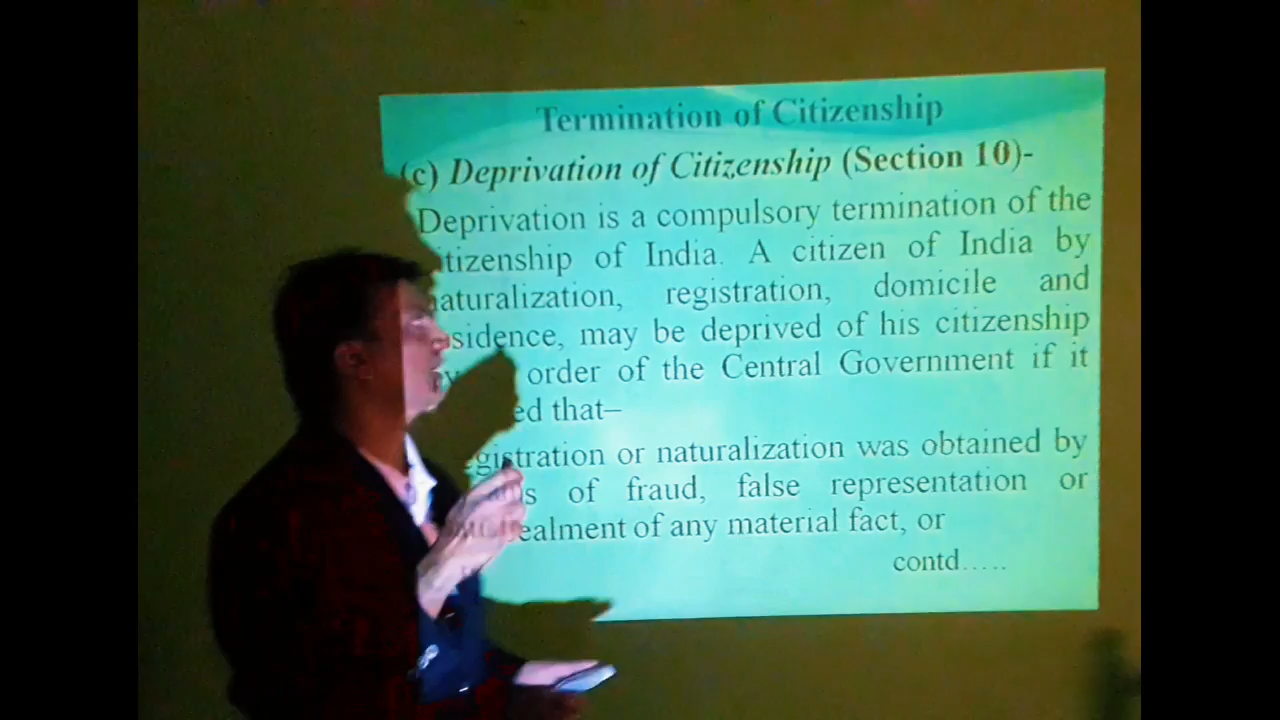 Termination of Citizenship
(c) Deprivation of Citizenship (Section 10)-
Deprivation is a compulsory termination of the
itizenship of India. A citizen of India by
aturalization, registration, domicile and
sidence, may be deprived of his citizenship
y order of the Central Government if it
ed that–
gistration or naturalization was obtained by
s of fraud, false representation or
ealment of any material fact, or
contd.....